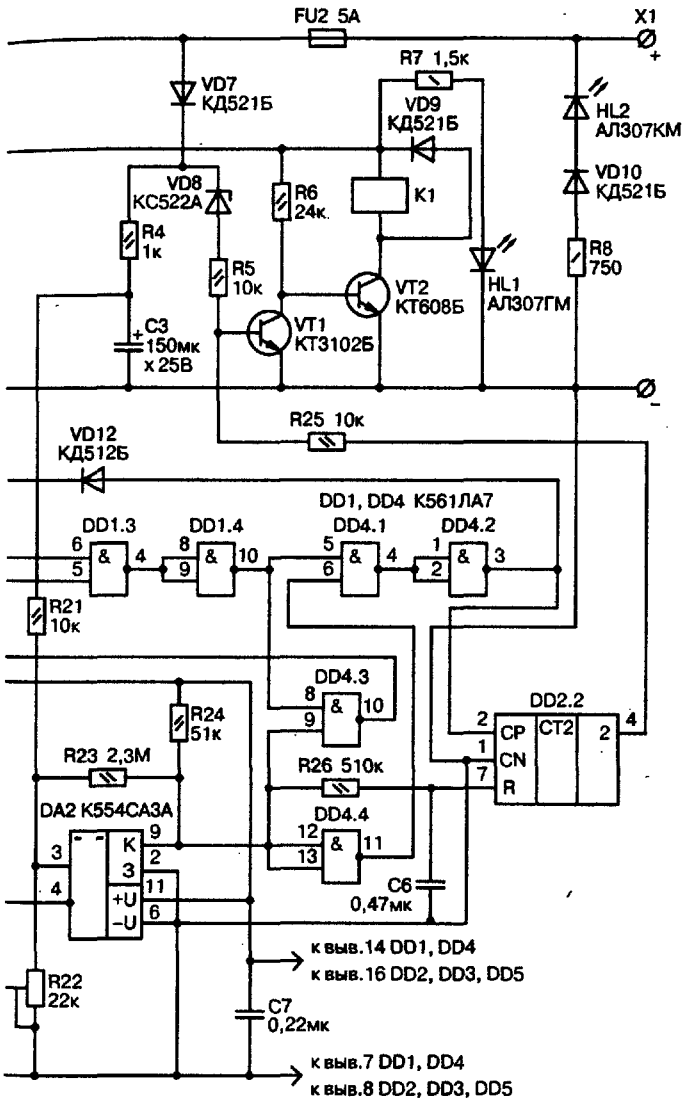 FU2 5А
X1
+
R7 1,5к
VD7
КД521Б
VD9
КД521Б
HL2
АЛ307КМ
VD8
КС522А
R6
24к
К1
VD10
КД521Б
R4
1к
R5
10к
R8
750
VT2
КТ608Б
HL1
АЛ307ГМ
+
С3
150мк
х 25В
VT1
КТ3102Б
–
R25 10к
VD12
КД512Б
DD1, DD4 К561ЛА7
DD1.3
DD1.4
DD4.1
DD4.2
6
5
&
4
8
9
&
10
5
6
&
4
1
2
&
3
R21
10к
DD4.3
8
9
&
10
DD2.2
R24
51к
2
1
7
CP
CN
R
CT2
2
4
R23 2,3М
R26 510к
DA2 К554СА3А
DD4.4
3
4
К
З
+U
–U
9
2
11
6
12
13
&
11
С6
0,47мк
к выв.14 DD1, DD4
к выв.16 DD2, DD3, DD5
R22
22к
С7
0,22мк
к выв.7 DD1, DD4
к выв.8 DD2, DD3, DD5